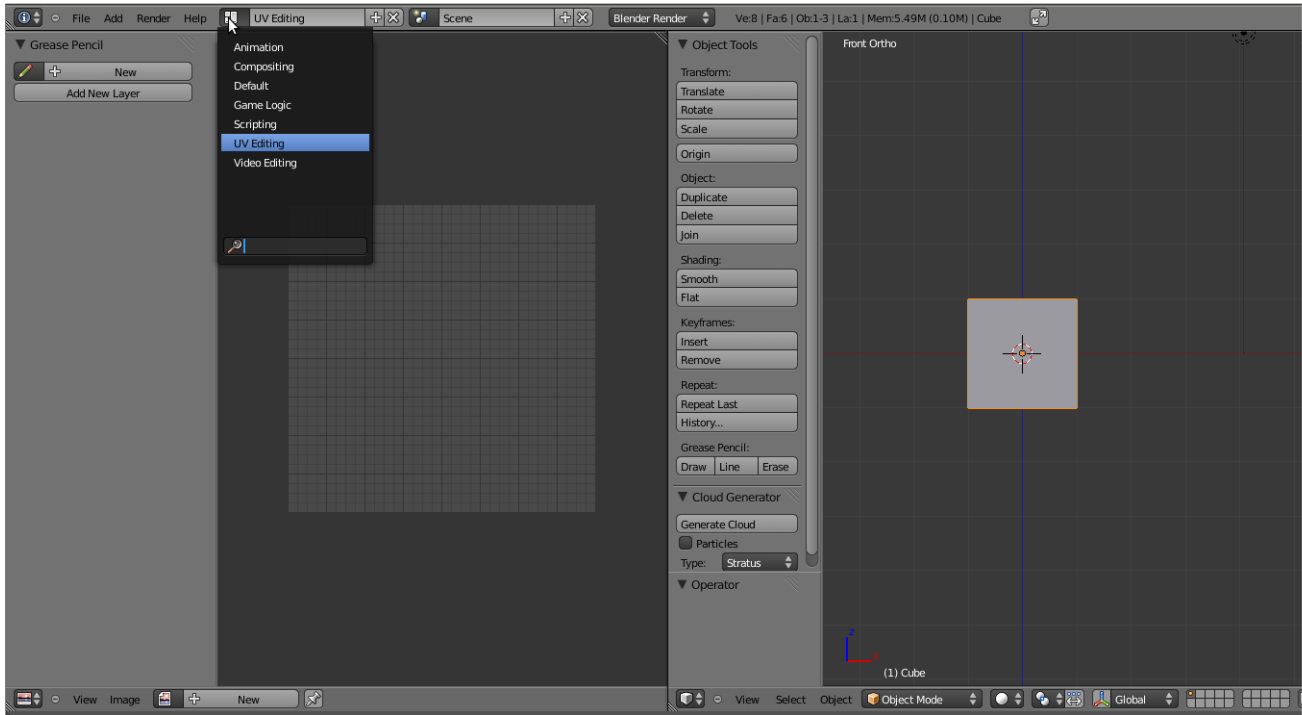 File Add Render Help UV Editing Scene Blender Render Ve:8 | Fa:6 | Ob:1-3 | La:1 | Mem:5.49M (0.10M) | Cube
Grease Pencil
New
Add New Layer
Animation
Compositing
Default
Game Logic
Scripting
UV Editing
Video Editing
Object Tools
Transform:
Translate
Rotate
Scale
Origin
Object:
Duplicate
Delete
Join
Shading:
Smooth
Flat
Keyframes:
Insert
Remove
Repeat:
Repeat Last
History...
Grease Pencil:
Draw Line Erase
Cloud Generator
Generate Cloud
Particles
Type: Stratus
Operator
Front Ortho
z
x
(1) Cube
View Image New
View Select Object Object Mode Global